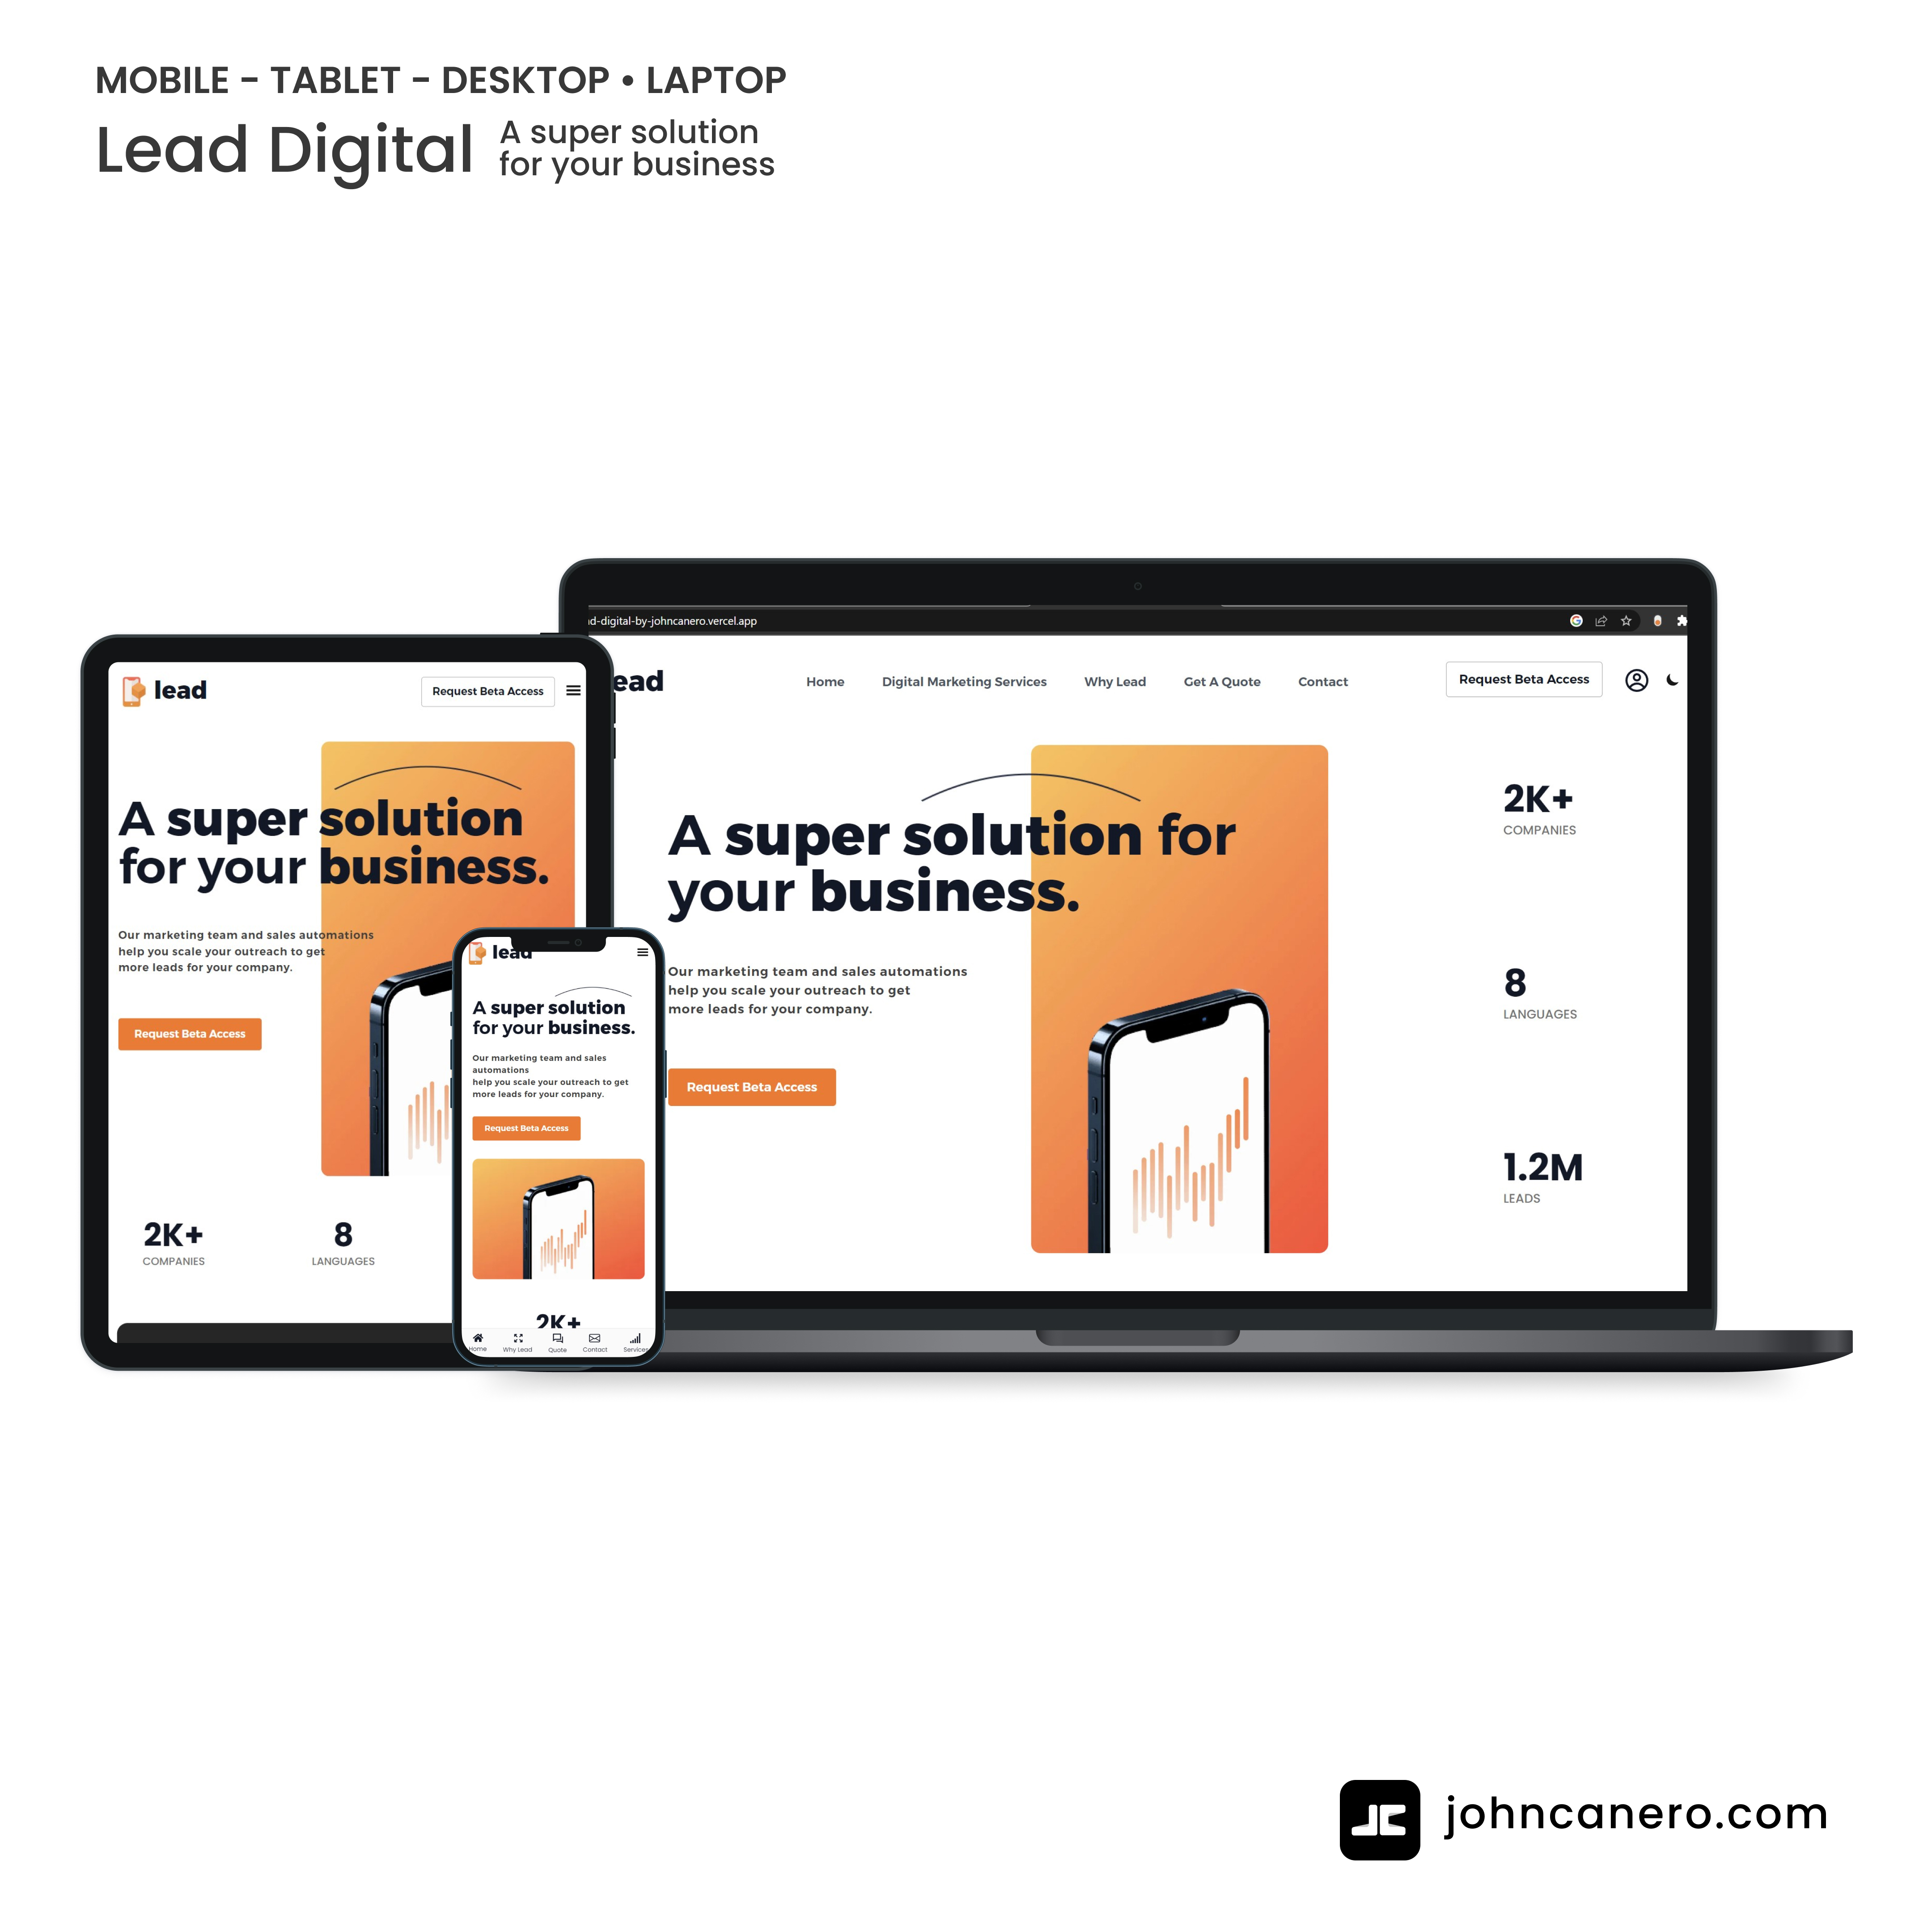 MOBILE - TABLET - DESKTOP • LAPTOP
Lead Digital
A super solution
for your business
d-digital-by-johncanero.vercel.app
ead
Home
Digital Marketing Services
Why Lead
Get A Quote
Contact
Request Beta Access
A super solution for
your business.
Our marketing team and sales automations
help you scale your outreach to get
more leads for your company.
Request Beta Access
2K+
COMPANIES
8
LANGUAGES
1.2M
LEADS
lead
Request Beta Access
A super solution
for your business.
Our marketing team and sales automations
help you scale your outreach to get
more leads for your company.
Request Beta Access
2K+
COMPANIES
8
LANGUAGES
lead
A super solution
for your business.
Our marketing team and sales
automations
help you scale your outreach to get
more leads for your company.
Request Beta Access
2K+
Home
Why Lead
Quote
Contact
Services
JC
johncanero.com